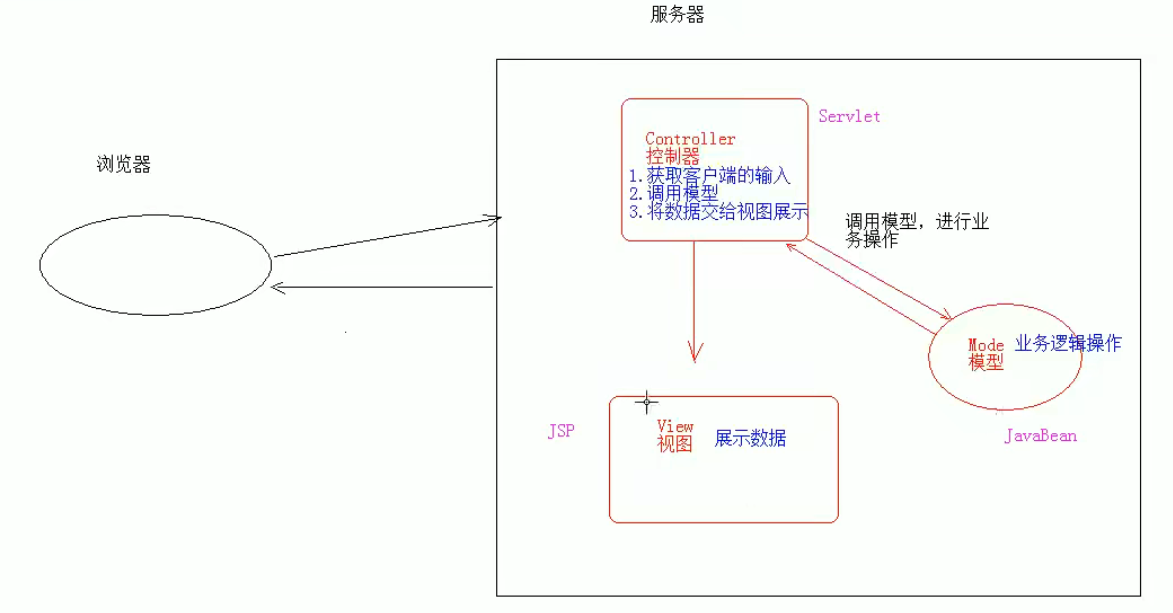 服务器
浏览器
Servlet
Controller
控制器
1.获取客户端的输入
2.调用模型
3.将数据交给视图展示
调用模型，进行业
务操作
Mode
模型
业务逻辑操作
JavaBean
JSP
View
视图
展示数据